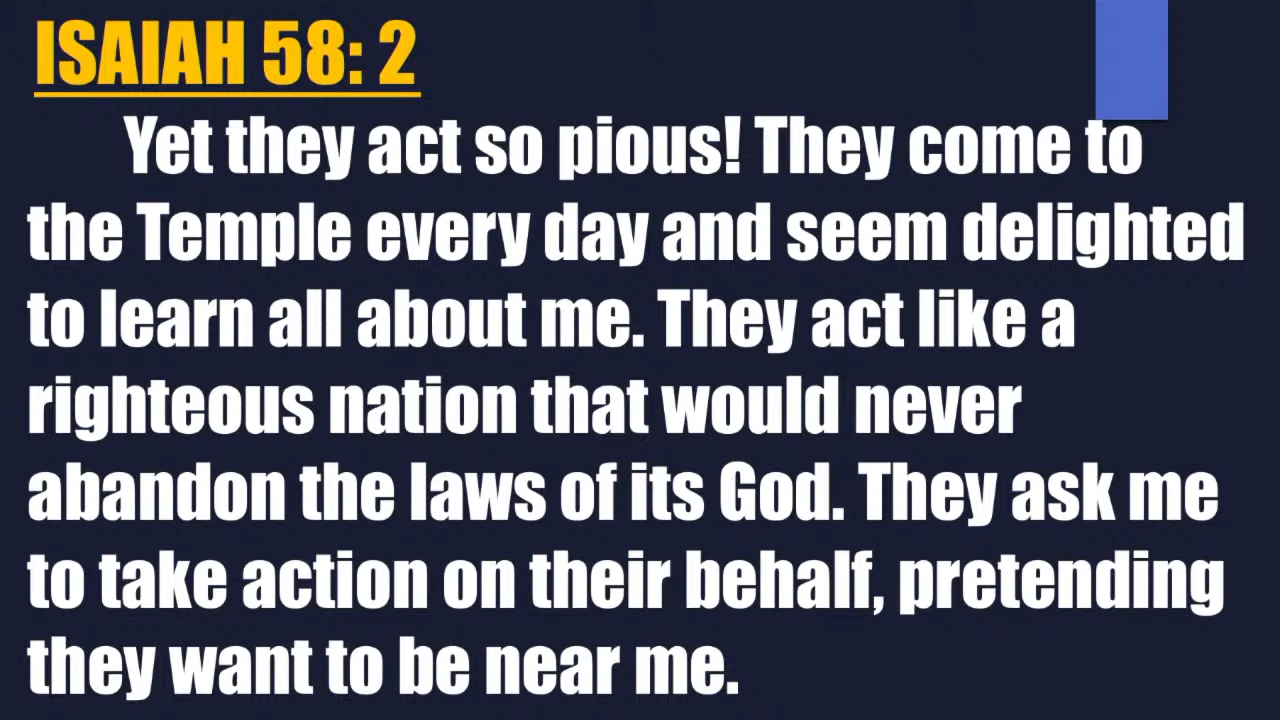 ISAIAH 58: 2
Yet they act so pious! They come to
the Temple every day and seem delighted
to learn all about me. They act like a
righteous nation that would never
abandon the laws of its God. They ask me
to take action on their behalf, pretending
they want to be near me.